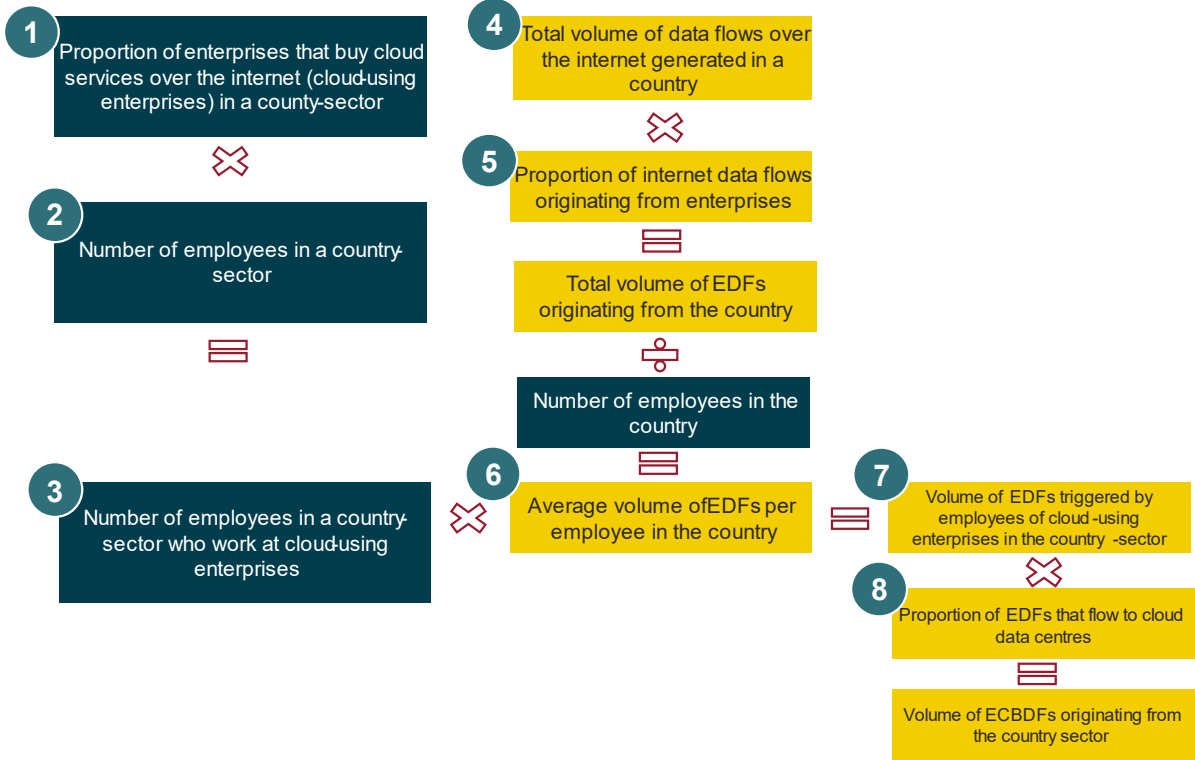 1
Proportion of enterprises that buy cloud
services over the internet (cloud-using
enterprises) in a county-sector
2
Number of employees in a country-
sector
3
Number of employees in a country-
sector who work at cloud-using
enterprises
4
Total volume of data flows over
the internet generated in a
country
5
Proportion of internet data flows
originating from enterprises
Total volume of EDFs
originating from the country
Number of employees in the
country
6
Average volume of EDFs per
employee in the country
7
Volume of EDFs triggered by
employees of cloud-using
enterprises in the country -sector
8
Proportion of EDFs that flow to cloud
data centres
Volume of ECBDFs originating from
the country sector